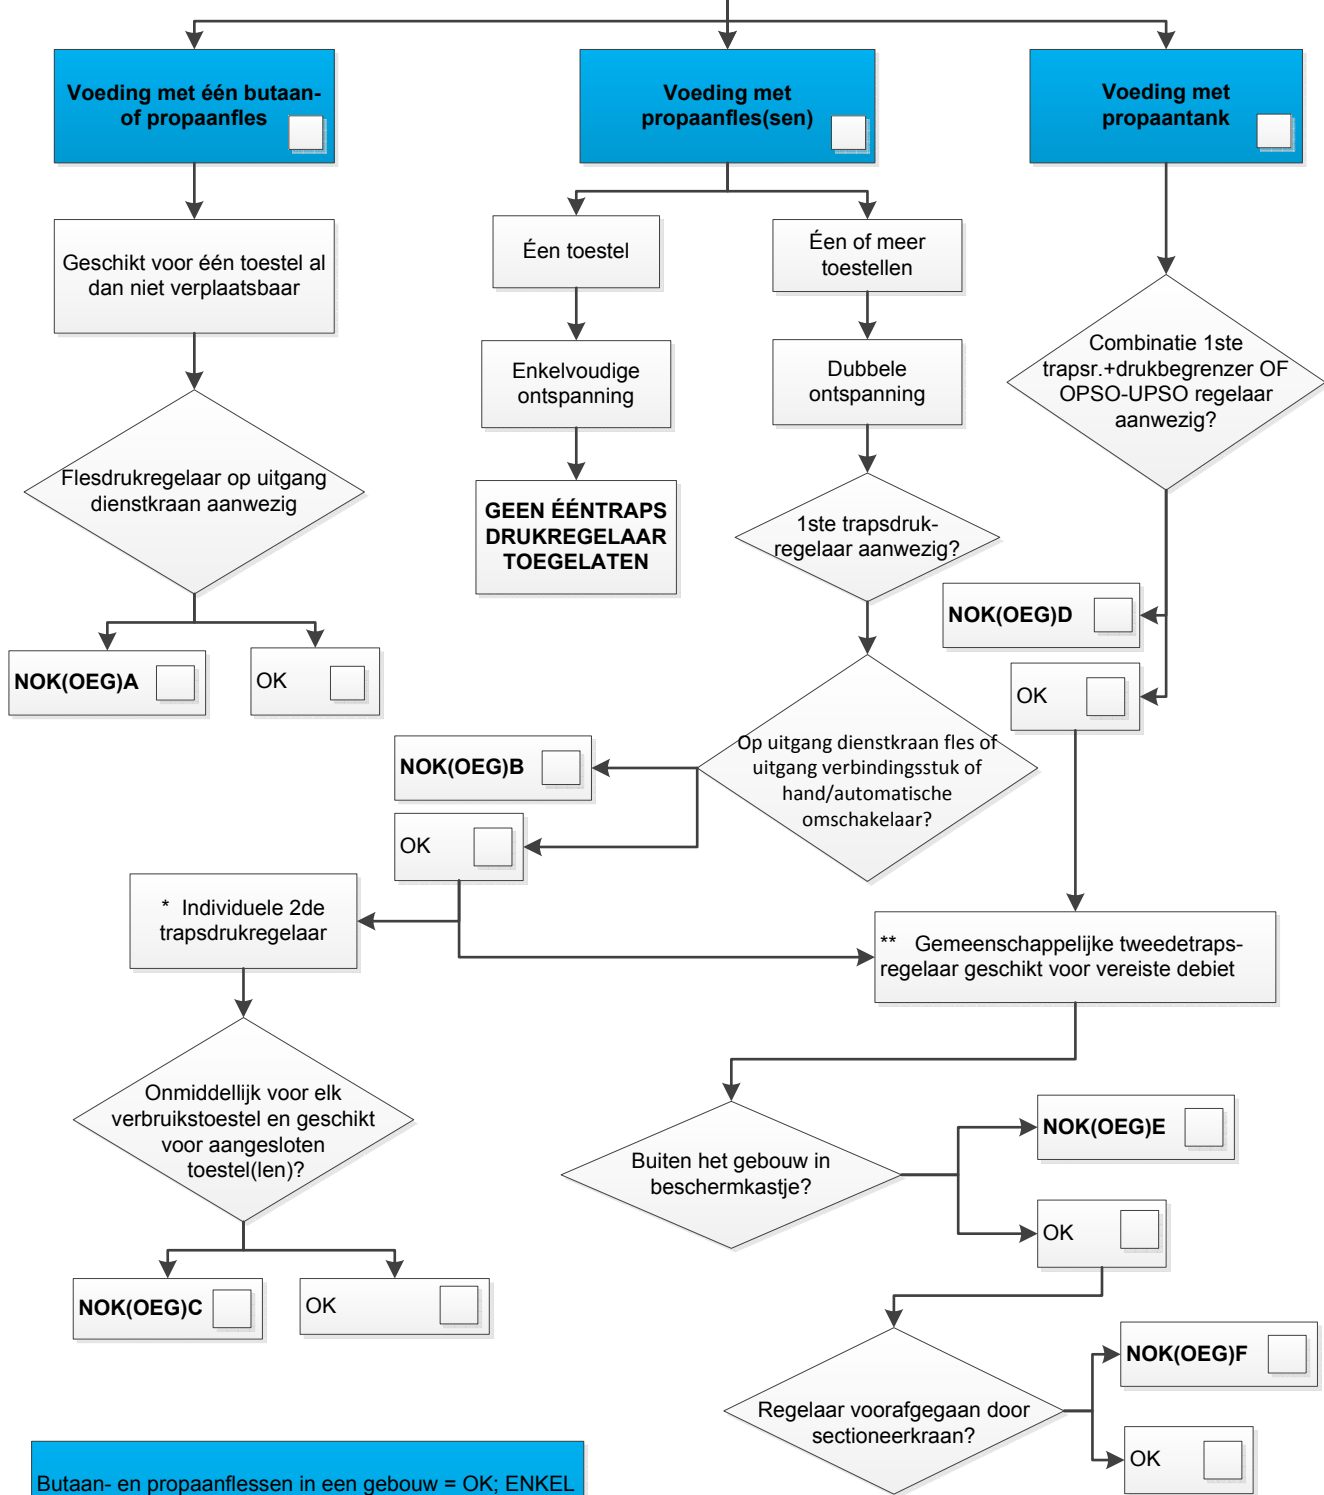 Voeding met één butaan-
of propaanfles
Voeding met
propaanfles(sen)
Voeding met
propaantank
Geschikt voor één toestel al
dan niet verplaatsbaar
Één toestel
Één of meer
toestellen
Enkelvoudige
ontspanning
Dubbele
ontspanning
Combinatie 1ste
trapsr.+drukbegrenzer OF
OPSO-UPSO regelaar
aanwezig?
Flesdrukregelaar op uitgang
dienstkraan aanwezig
GEEN ÉÉNTRAPS
DRUKREGELAAR
TOEGELATEN
1ste trapsdruk-
regelaar aanwezig?
NOK(OEG)D
OK
NOK(OEG)A
OK
Op uitgang dienstkraan fles of
uitgang verbindingsstuk of
hand/automatische
omschakelaar?
NOK(OEG)B
OK
* Individuele 2de
trapsdrukregelaar
** Gemeenschappelijke tweedetraps-
regelaar geschikt voor vereiste debiet
Onmiddellijk voor elk
verbruikstoestel en geschikt
voor aangesloten
toestel(len)?
Buiten het gebouw in
beschermkastje?
NOK(OEG)E
OK
NOK(OEG)C
OK
Regelaar voorafgegaan door
sectioneerkraan?
NOK(OEG)F
OK
Butaan- en propaanflessen in een gebouw = OK; ENKEL